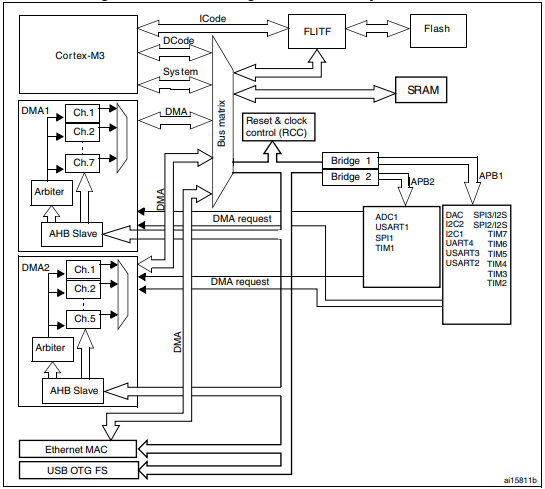 ICode
Cortex-M3
FLITF
Flash
DCode
System
SRAM
DMA1
Ch.1
Ch.2
Ch.7
DMA
Bus matrix
Reset & clock
control (RCC)
Bridge 1
Bridge 2
APB2
APB1
Arbiter
AHB Slave
DMA
DMA request
ADC1
USART1
SPI1
TIM1
DAC
I2C2
I2C1
UART4
USART3
USART2
SPI3/I2S
SPI2/I2S
TIM7
TIM6
TIM5
TIM4
TIM3
TIM2
DMA2
Ch.1
Ch.2
Ch.5
DMA request
Arbiter
AHB Slave
DMA
Ethernet MAC
USB OTG FS
ai15811b